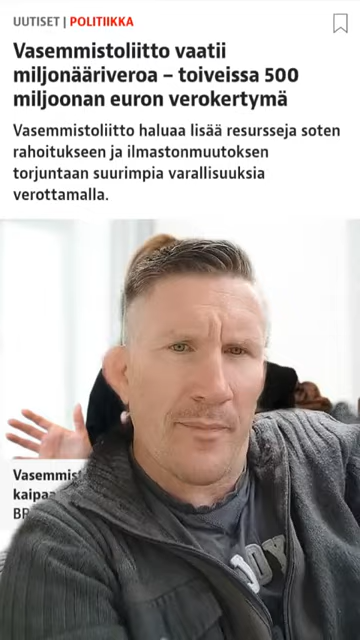 UUTISET | POLITIIKKA
Vasemmistoliitto vaatii
miljonääriveroa – toiveissa 500
miljoonan euron verokertymä
Vasemmistoliitto haluaa lisää resursseja soten
rahoitukseen ja ilmastonmuutoksen
torjuntaan suurimpia varallisuuksia
verottamalla.